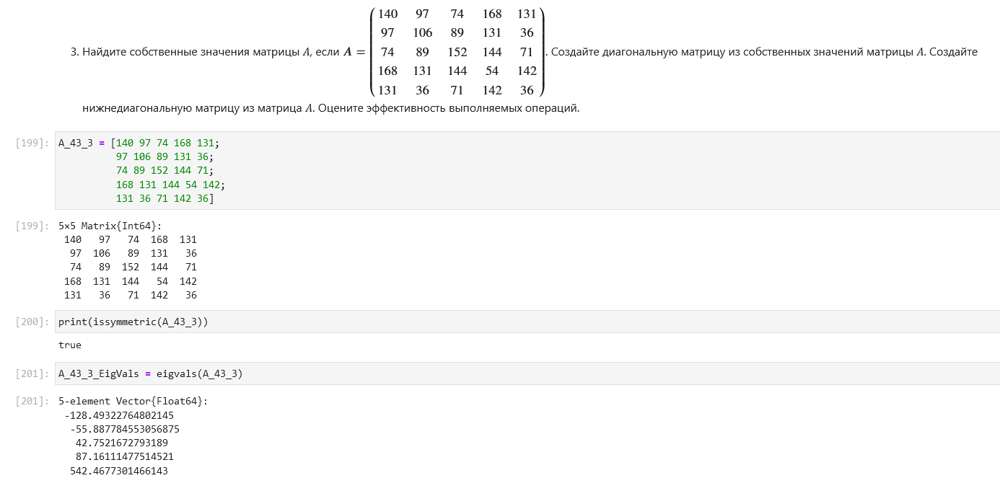 3. Найдите собственные значения матрицы A, если A = ( 140 97 74 168 131
97 106 89 131 36
74 89 152 144 71
168 131 144 54 142
131 36 71 142 36 ). Создайте диагональную матрицу из собственных значений матрицы A. Создайте
нижнедиагональную матрицу из матрица A. Оцените эффективность выполняемых операций.
[199]: A_43_3 = [140 97 74 168 131;
97 106 89 131 36;
74 89 152 144 71;
168 131 144 54 142;
131 36 71 142 36]
[199]: 5×5 Matrix{Int64}:
140 97 74 168 131
97 106 89 131 36
74 89 152 144 71
168 131 144 54 142
131 36 71 142 36
[200]: print(issymmetric(A_43_3))
true
[201]: A_43_3_EigVals = eigvals(A_43_3)
[201]: 5-element Vector{Float64}:
-128.49322764802145
-55.887784553056875
42.7521672793189
87.16111477514521
542.4677301466143